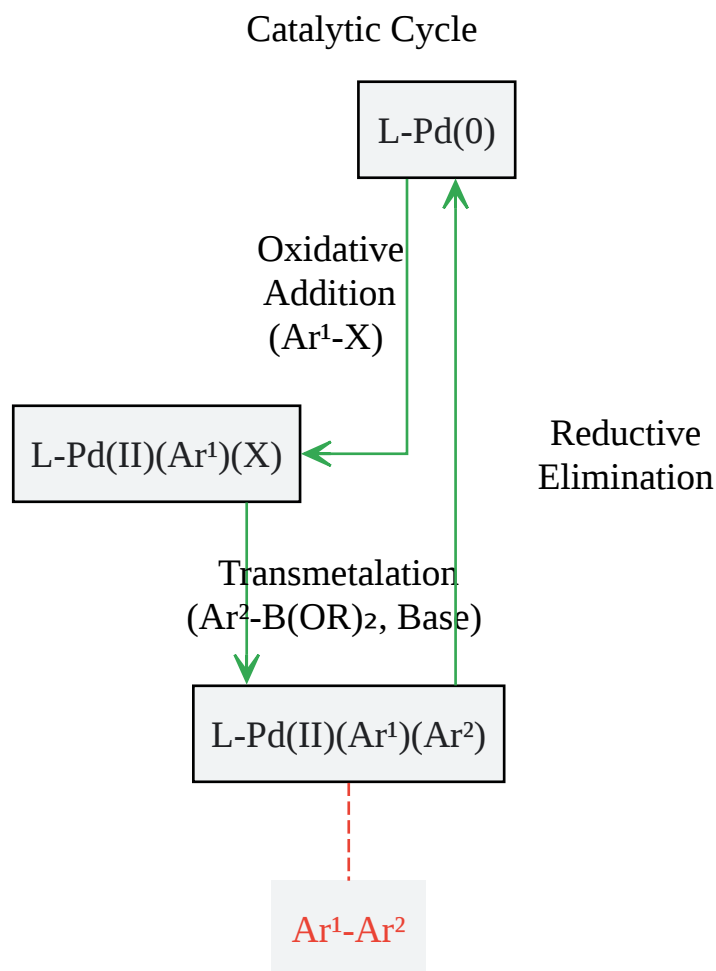 Catalytic Cycle
L-Pd(0)
Oxidative
Addition
(Ar¹-X)
L-Pd(II)(Ar¹)(X)
Reductive
Elimination
Transmetalation
(Ar²-B(OR)₂, Base)
L-Pd(II)(Ar¹)(Ar²)
Ar¹-Ar²